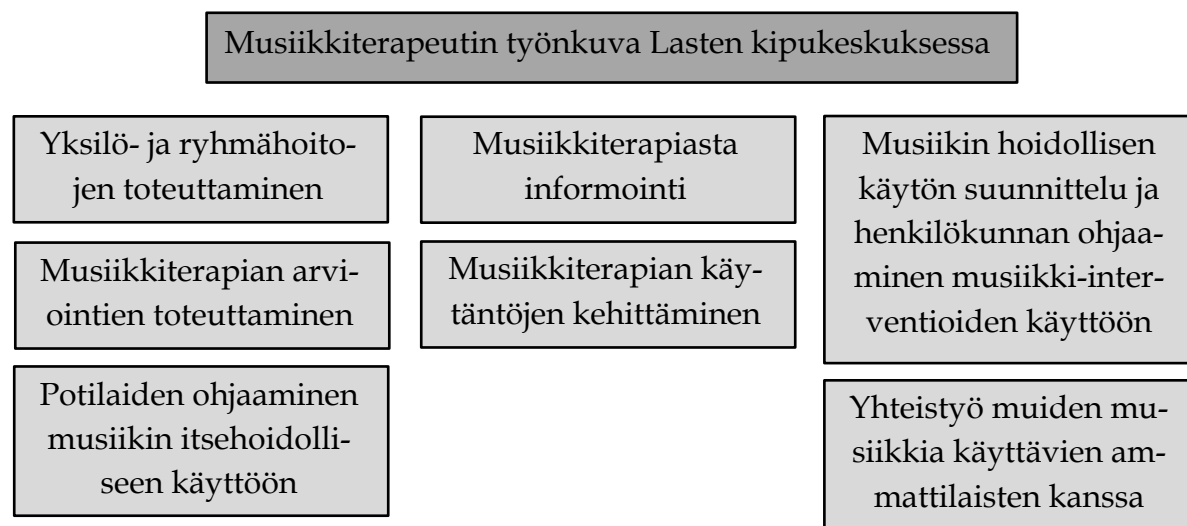 Musiikkiterapeutin työnkuva Lasten kipukeskuksessa
Yksilö- ja ryhmähoito-
jen toteuttaminen
Musiikkiterapian arvi-
ointien toteuttaminen
Potilaiden ohjaaminen
musiikin itsehoidolli-
seen käyttöön
Musiikkiterapiasta
informointi
Musiikkiterapian käy-
täntöjen kehittäminen
Musiikin hoidollisen
käytön suunnittelu ja
henkilökunnan ohjaa-
minen musiikki-inter-
ventioiden käyttöön
Yhteistyö muiden mu-
siikkia käyttävien am-
mattilaisten kanssa